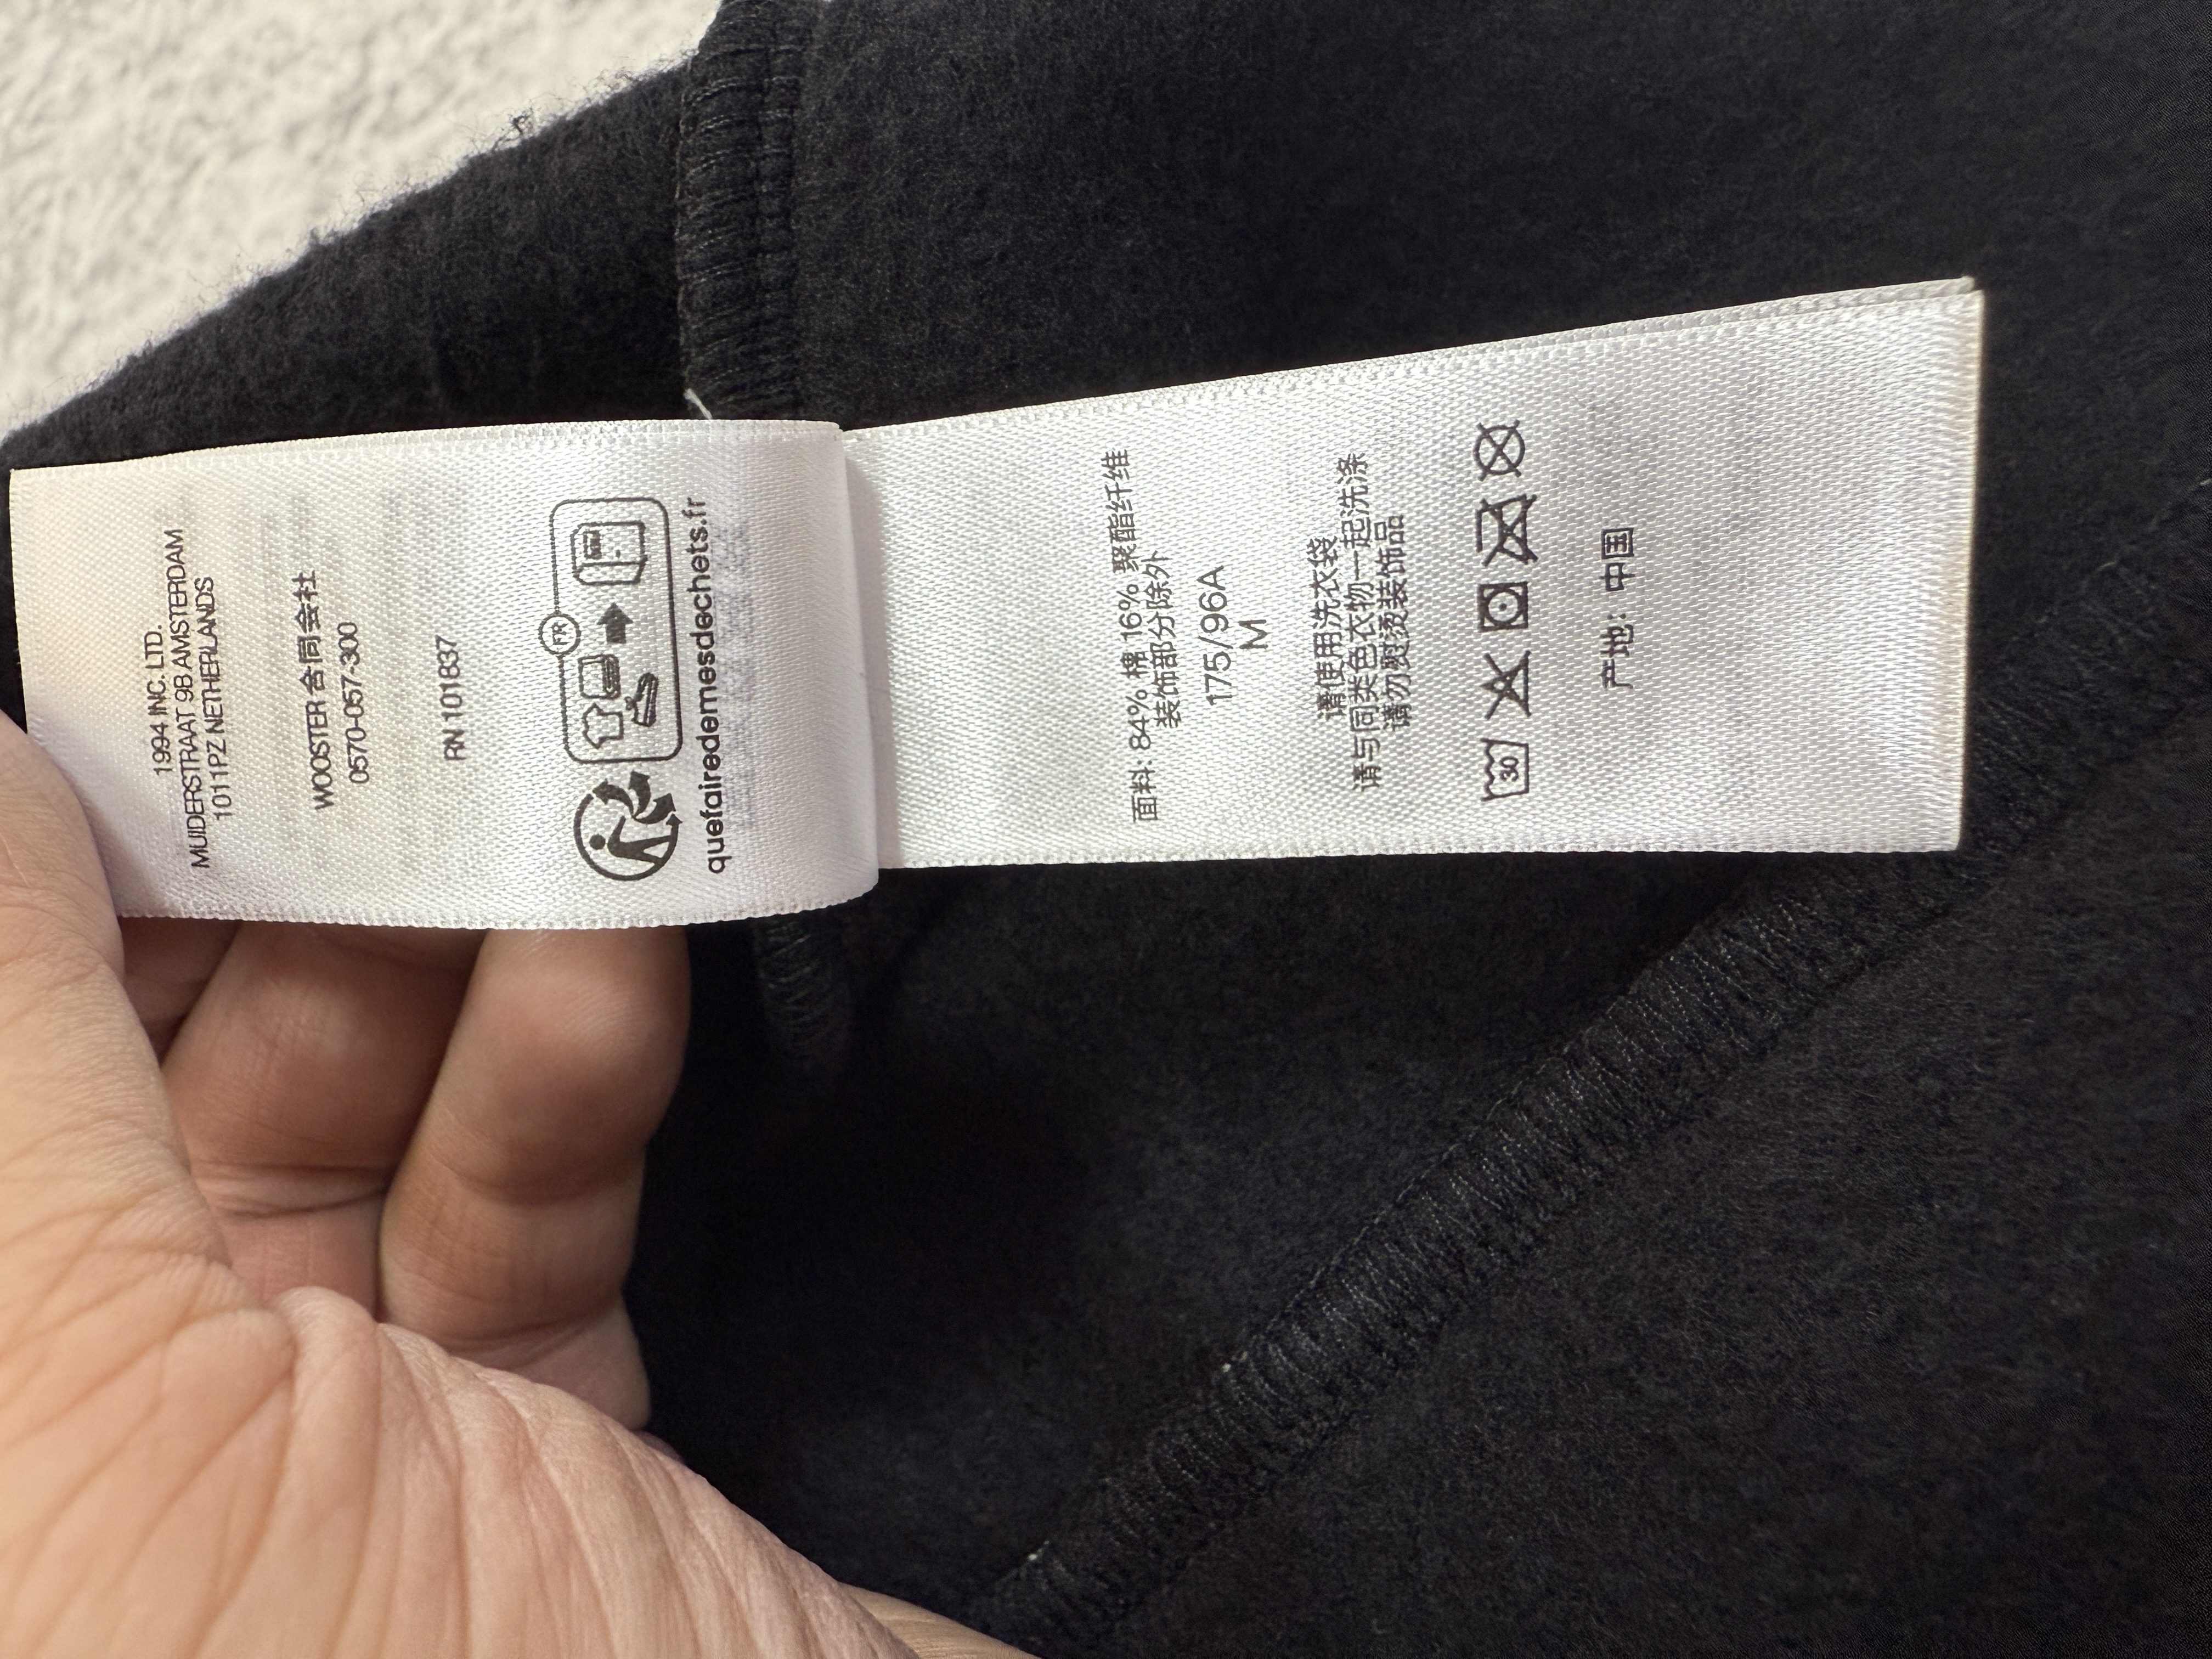 1994 INC. LTD.
MUIDERSTRAAT 9B AMSTERDAM
1011PZ NETHERLANDS
WOOSTER 合同会社
0570-057-300
RN 101837
FR
quefairedemesdechets.fr
面料: 84% 棉 16% 聚酯纤维
装饰部分除外
175/96A
M
请使用洗衣袋
请与同类色衣物一起洗涤
请勿熨烫装饰品
30
产地: 中国